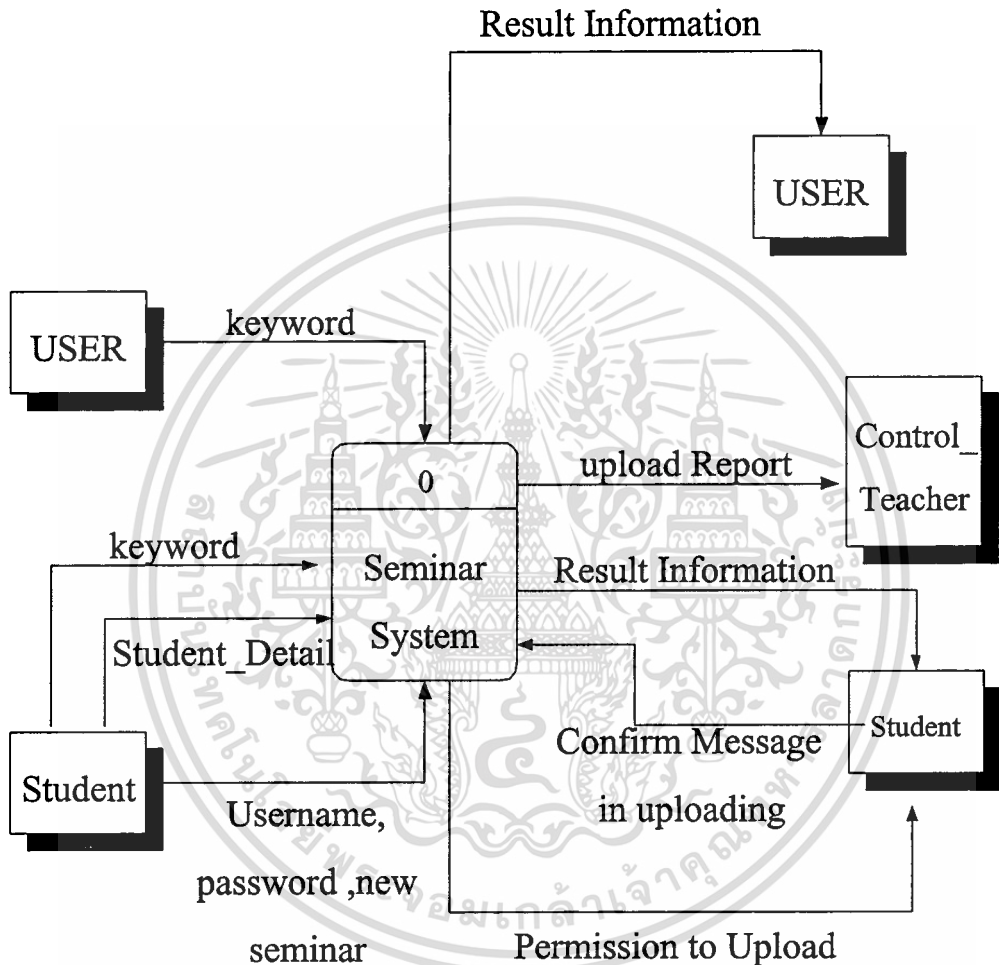 Result Information
USER
USER
keyword
Control_
Teacher
0
upload Report
keyword
Seminar
System
Result Information
Student_Detail
Student
Confirm Message
in uploading
Student
Username,
password ,new
seminar
Permission to Upload